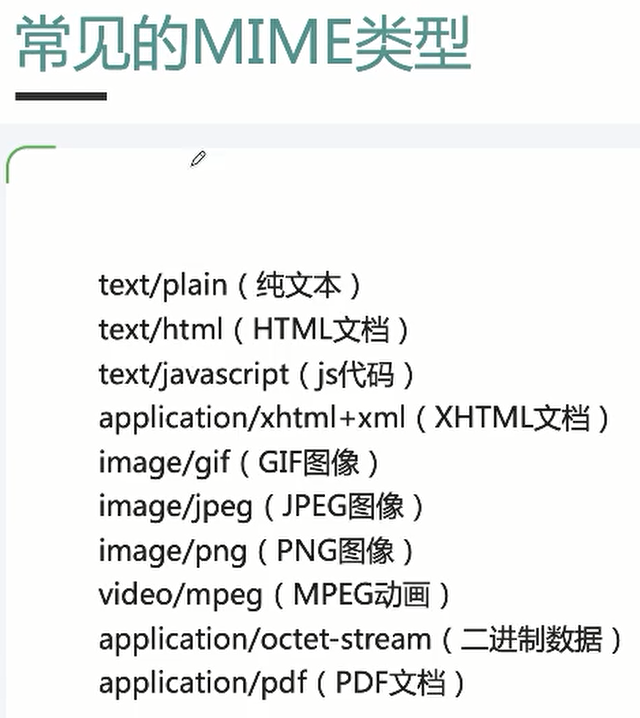 常见的MIME类型
text/plain（纯文本）
text/html（HTML文档）
text/javascript（js代码）
application/xhtml+xml（XHTML文档）
image/gif（GIF图像）
image/jpeg（JPEG图像）
image/png（PNG图像）
video/mpeg（MPEG动画）
application/octet-stream（二进制数据）
application/pdf（PDF文档）